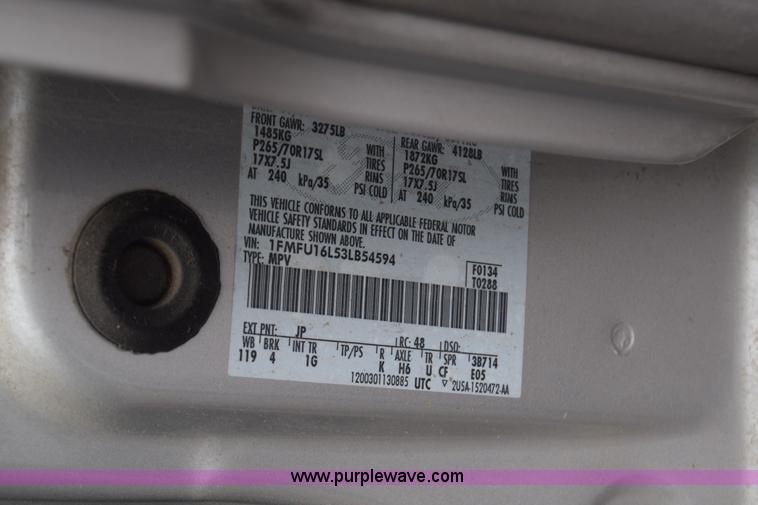 FRONT GAWR: 3275LB
1485KG WITH
P265/70R17SL TIRES
17X7.5J RINS
AT 240 kPa/35 PSI COLD
REAR GAWR: 4128LB
1872KG WITH
P265/70R17SL TIRES
17X7.5J RINS
AT 240 kPa/35 PSI COLD
THIS VEHICLE CONFORMS TO ALL APPLICABLE FEDERAL MOTOR
VEHICLE SAFETY STANDARDS IN EFFECT ON THE DATE OF
MANUFACTURE SHOWN ABOVE.
VIN: 1FMFU16L53LB54594
TYPE: MPV
F0134
T0288
EXT PNT: JP RC: 48 DSO:
WB BRK INT TR TP/PS R AXLE TR SPR 3B714
119 4 1G K H6 U CF E05
1200301130885 UTC ▽ 2U5A-1520472-AA
www.purplewave.com